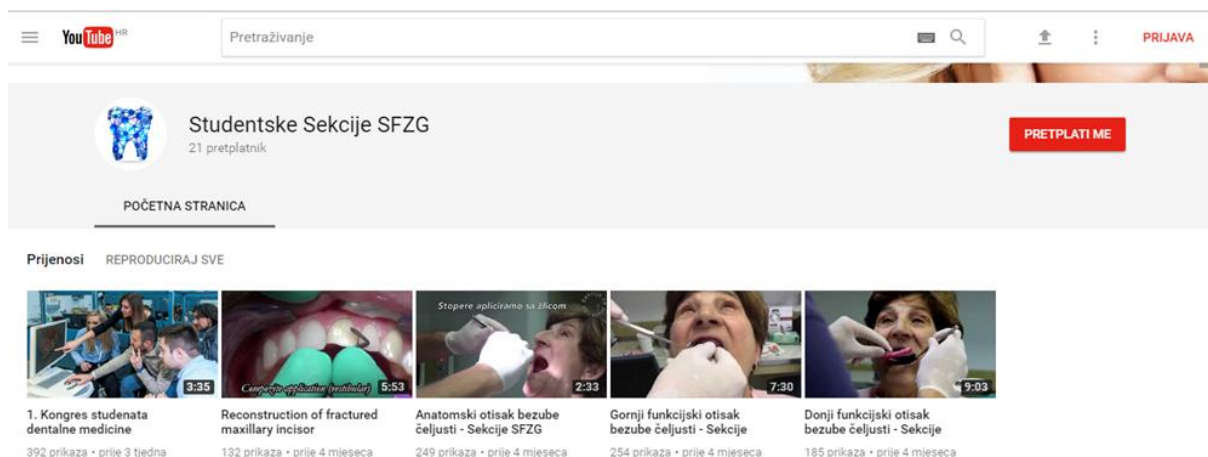 YouTube HR
Pretraživanje
PRIJAVA
Studentske Sekcije SFZG
21 pretplatnik
PRETPLATI ME
POČETNA STRANICA
Prijenosi REPRODUCIRAJ SVE
Stopere apliciramo sa žlicom
Composite application (vestibular)
3:35 5:53 2:33 7:30 9:03
1. Kongres studenata
dentalne medicine
392 prikaza • prije 3 tjedna
Reconstruction of fractured
maxillary incisor
132 prikaza • prije 4 mjeseca
Anatomski otisak bezube
čeljusti - Sekcije SFZG
249 prikaza • prije 4 mjeseca
Gornji funkcijski otisak
bezube čeljusti - Sekcije
254 prikaza • prije 4 mjeseca
Donji funkcijski otisak
bezube čeljusti - Sekcije
185 prikaza • prije 4 mjeseca